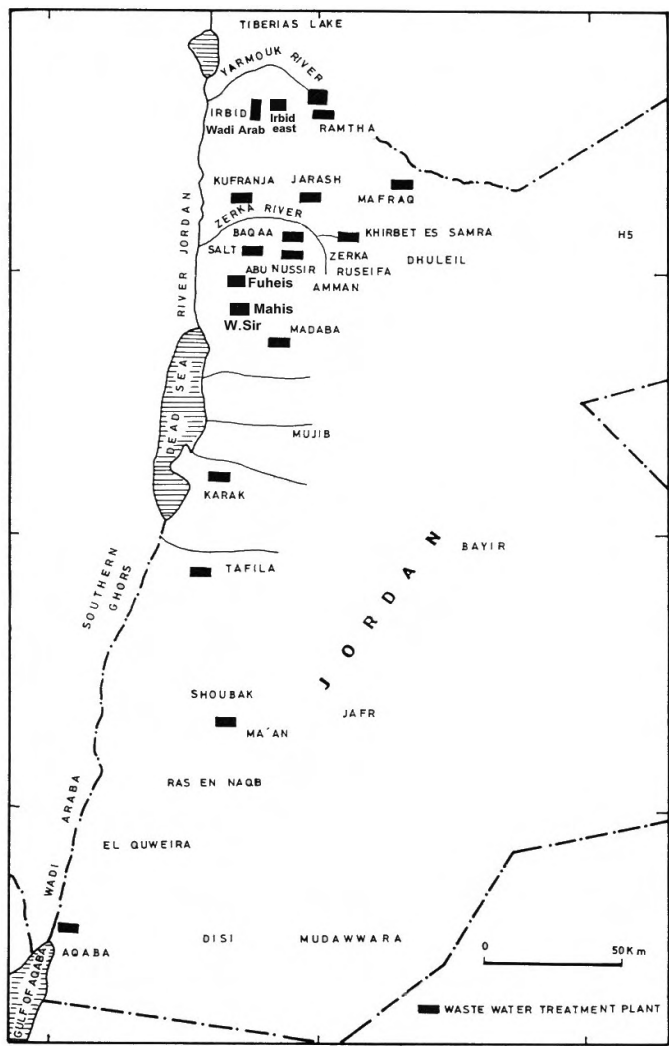 TIBERIAS LAKE
YARMOUK RIVER
IRBID
Wadi Arab
Irbid
east
RAMTHA
KUFRANJA
JARASH
MAFRAQ
RIVER JORDAN
ZERKA RIVER
BAQAA
KHIRBET ES SAMRA
H5
SALT
ZERKA
DHULEIL
ABU NUSSIR
RUSEIFA
Fuheis
AMMAN
Mahis
W.Sir
MADABA
DEAD SEA
MUJIB
KARAK
BAYIR
SOUTHERN
GHORS
TAFILA
JORDAN
SHOUBAK
JAFR
MA'AN
RAS EN NAQB
WADI ARABA
EL QUWEIRA
DISI
MUDAWWARA
AQABA
GULF OF AQABA
0 50Km
WASTE WATER TREATMENT PLANT